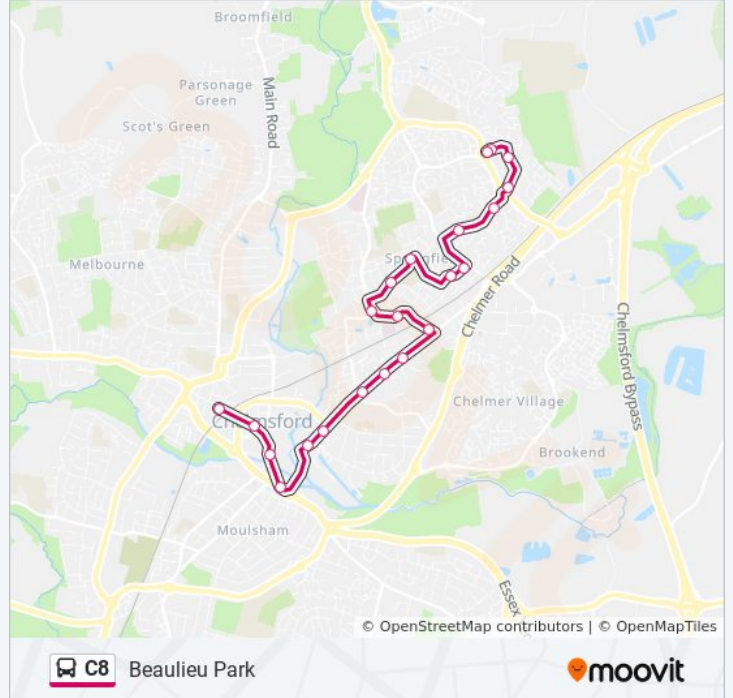 Broomfield
Parsonage
Green
Main Road
Scot's Green
Melbourne
Chelmer Road
Chelmsford Bypass
Chelmsford
Chelmer Village
Brookend
Moulsham
Essex
© OpenStreetMap contributors | © OpenMapTiles
C8 Beaulieu Park
moovit